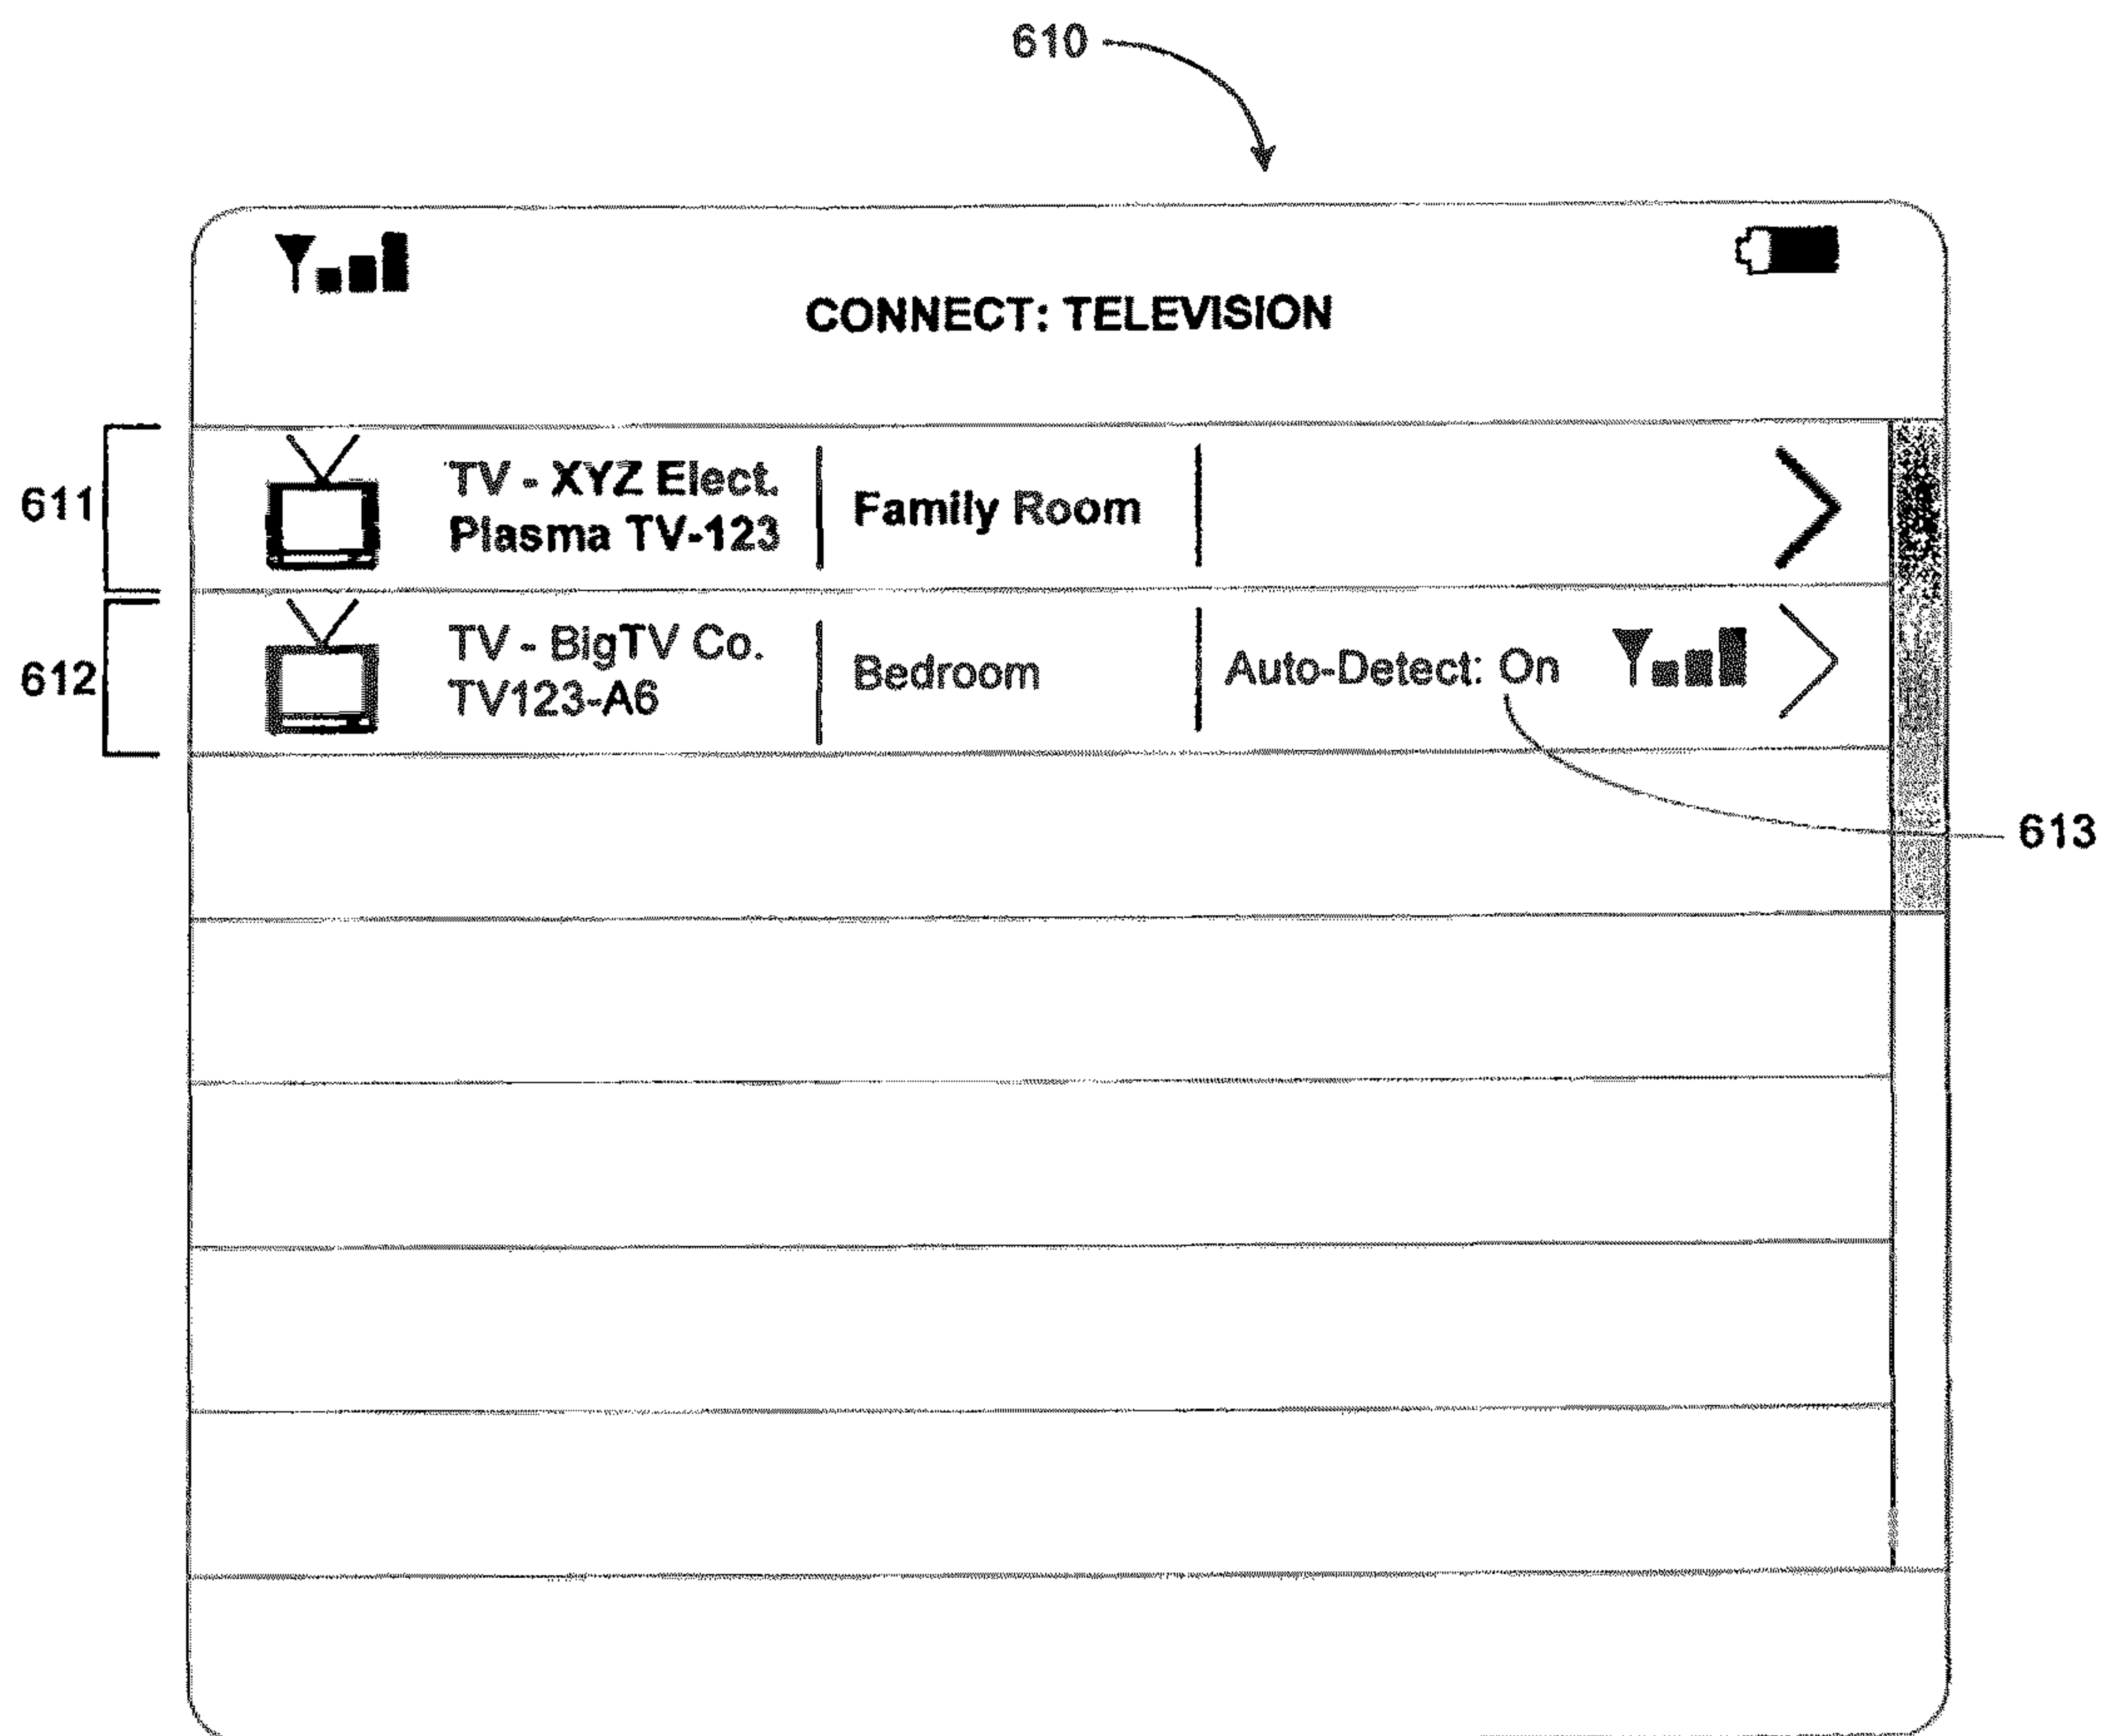 610
CONNECT: TELEVISION
611
TV - XYZ Elect.
Plasma TV-123
Family Room
612
TV - BigTV Co.
TV123-A6
Bedroom
Auto-Detect: On
613